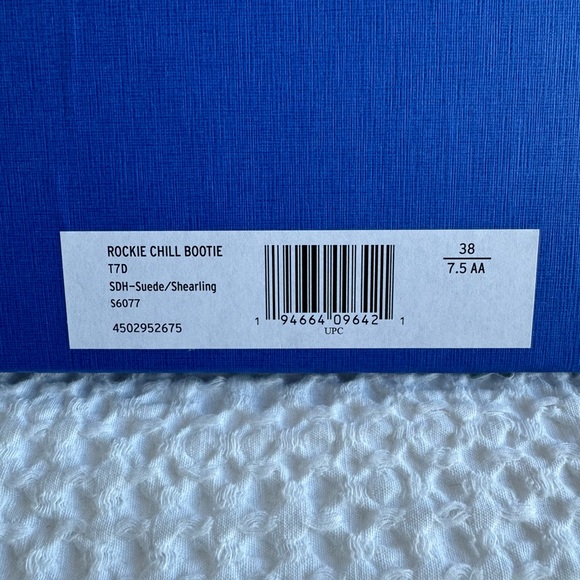 ROCKIE CHILL BOOTIE
T7D
SDH-Suede/Shearling
S6077
4502952675
1 94664 09642 1
UPC
38
7.5 AA